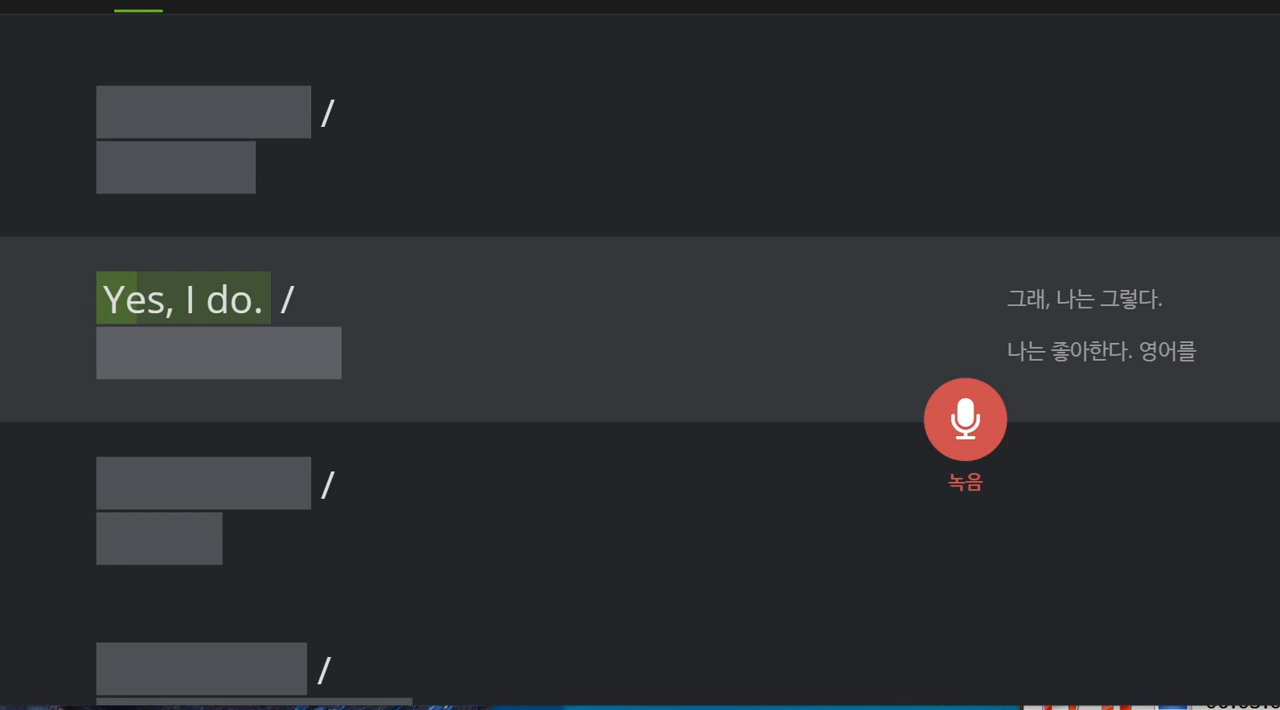 /
Yes, I do. /
그래, 나는 그렇다.
나는 좋아한다. 영어를
녹음
/
/